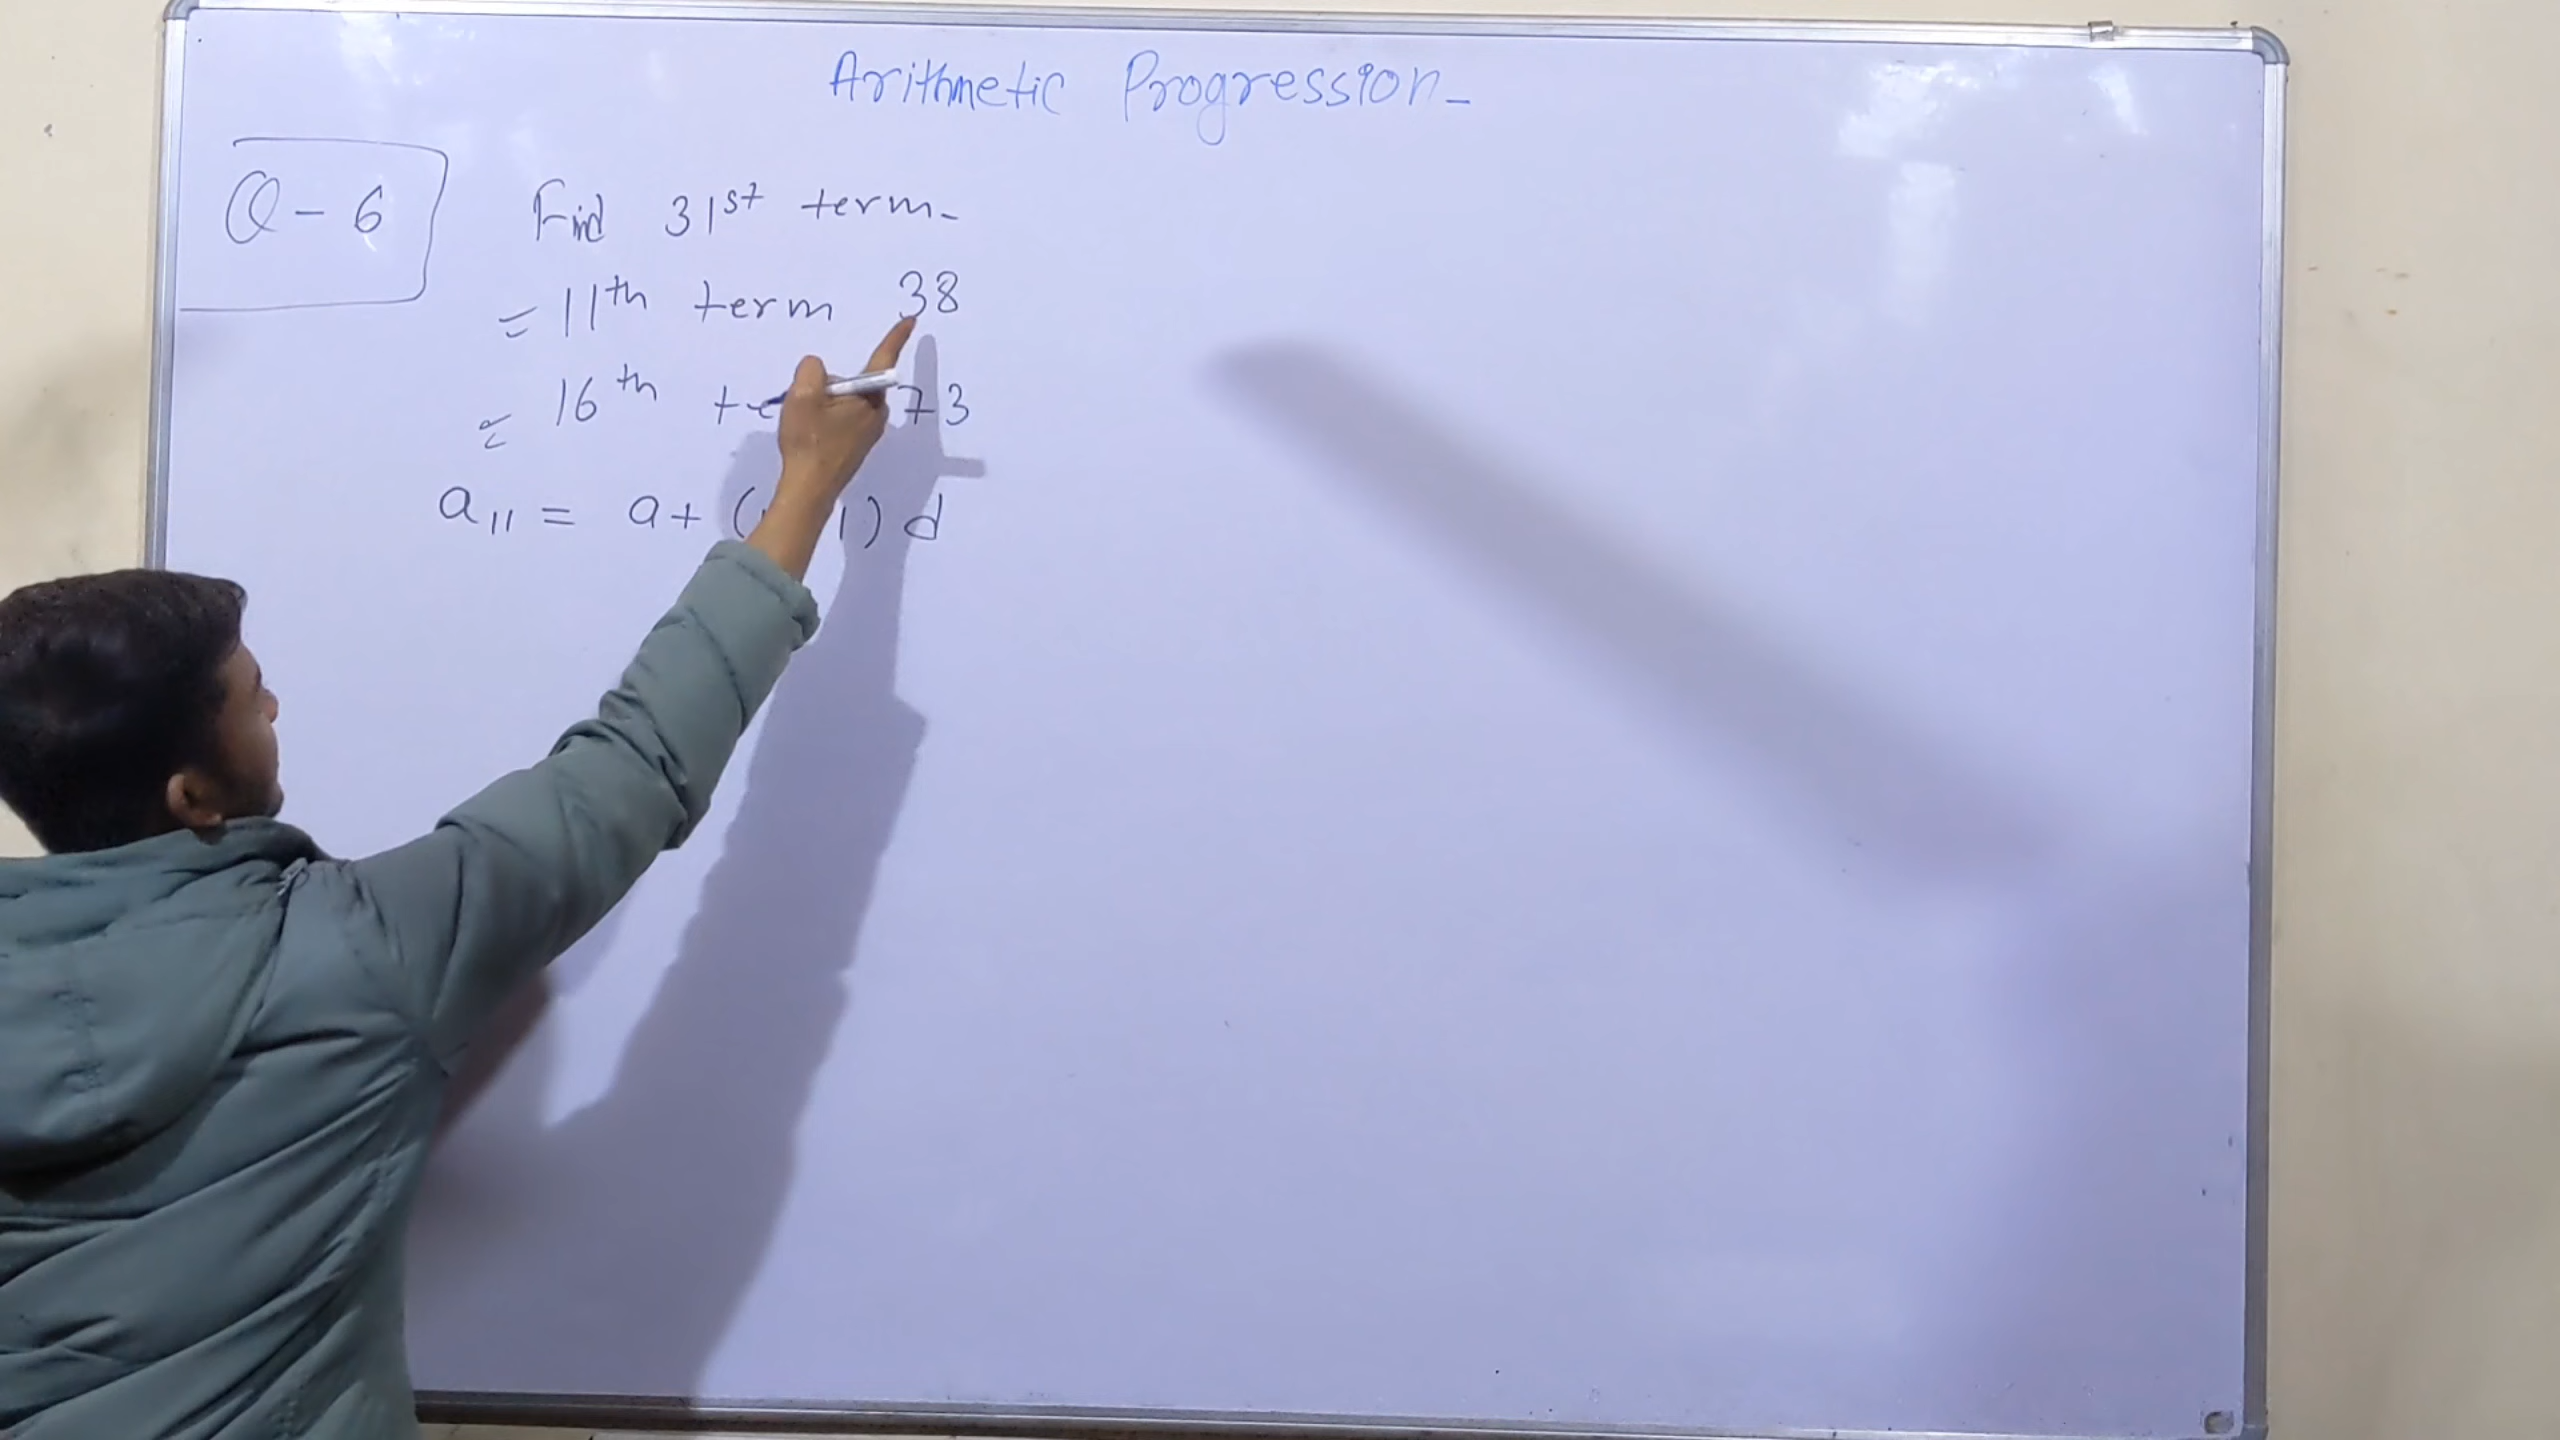 Arithmetic Progression-
Q-6
Find 31st term-
= 11th term 38
= 16th 73
a11 = a + ( 1) d